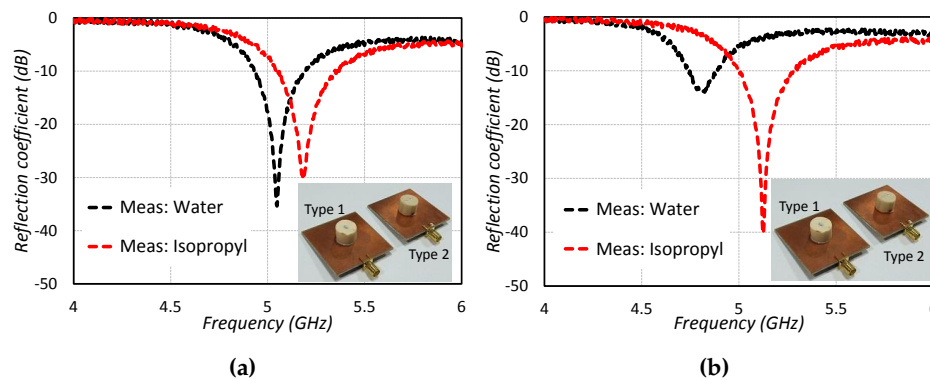 0
-10
-20
-30
-40
-50
Reflection coefficient (dB)
Meas: Water
Meas: Isopropyl
Type 1
Type 2
4
4.5
5
5.5
6
Frequency (GHz)
(a)
0
-10
-20
-30
-40
-50
Reflection coefficient (dB)
Meas: Water
Meas: Isopropyl
Type 1
Type 2
4
4.5
5
5.5
Frequency (GHz)
(b)